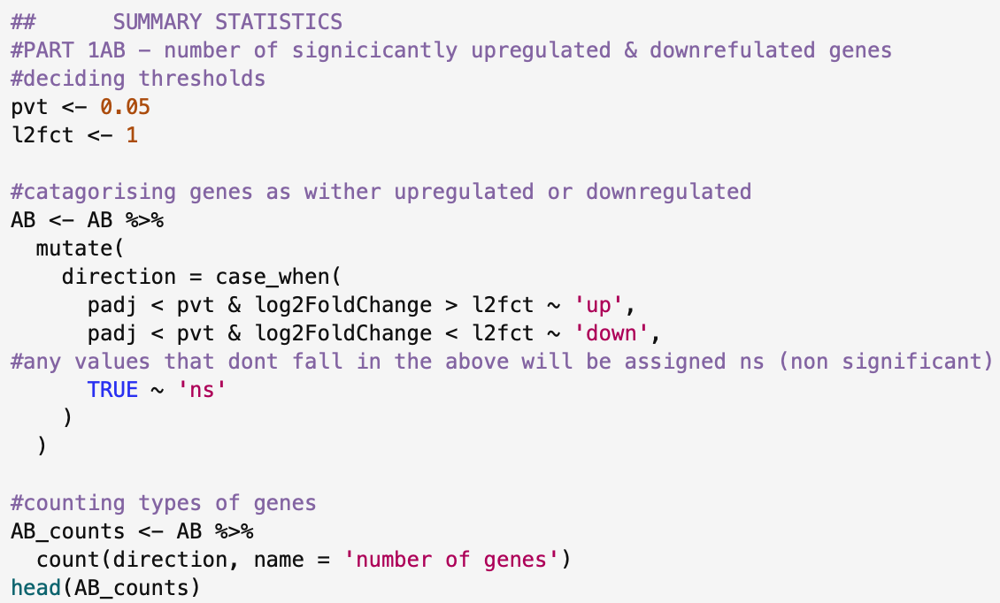 ##      SUMMARY STATISTICS
#PART 1AB – number of signicicantly upregulated & downrefulated genes
#deciding thresholds
pvt <- 0.05
l2fct <- 1

#catagorising genes as wither upregulated or downregulated
AB <- AB %>%
  mutate(
    direction = case_when(
      padj < pvt & log2FoldChange > l2fct ~ 'up',
      padj < pvt & log2FoldChange < l2fct ~ 'down',
#any values that dont fall in the above will be assigned ns (non significant)
      TRUE ~ 'ns'
    )
  )

#counting types of genes
AB_counts <- AB %>%
  count(direction, name = 'number of genes')
head(AB_counts)